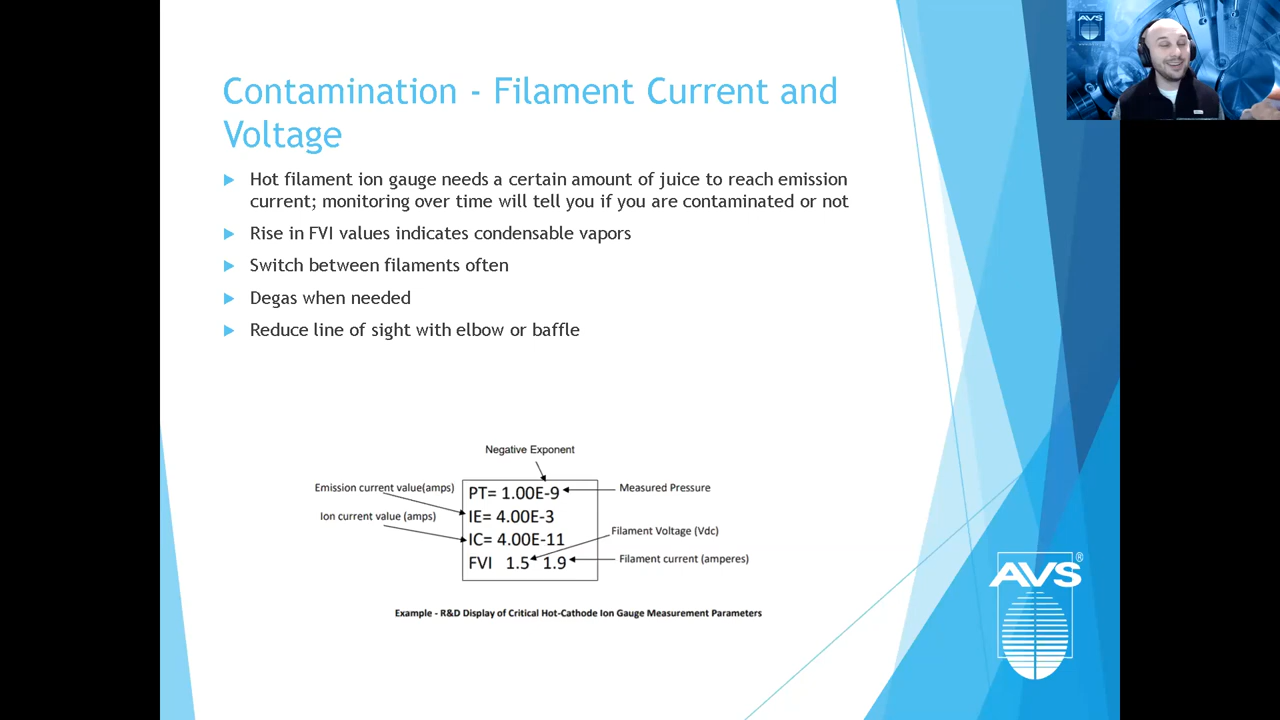 AVS
Contamination - Filament Current and
Voltage
Hot filament ion gauge needs a certain amount of juice to reach emission
current; monitoring over time will tell you if you are contaminated or not
Rise in FVI values indicates condensable vapors
Switch between filaments often
Degas when needed
Reduce line of sight with elbow or baffle
Negative Exponent
Emission current value(amps)
Ion current value (amps)
PT= 1.00E-9
IE= 4.00E-3
IC= 4.00E-11
FVI 1.5 1.9
Measured Pressure
Filament Voltage (Vdc)
Filament current (amperes)
Example - R&D Display of Critical Hot-Cathode Ion Gauge Measurement Parameters
AVS®